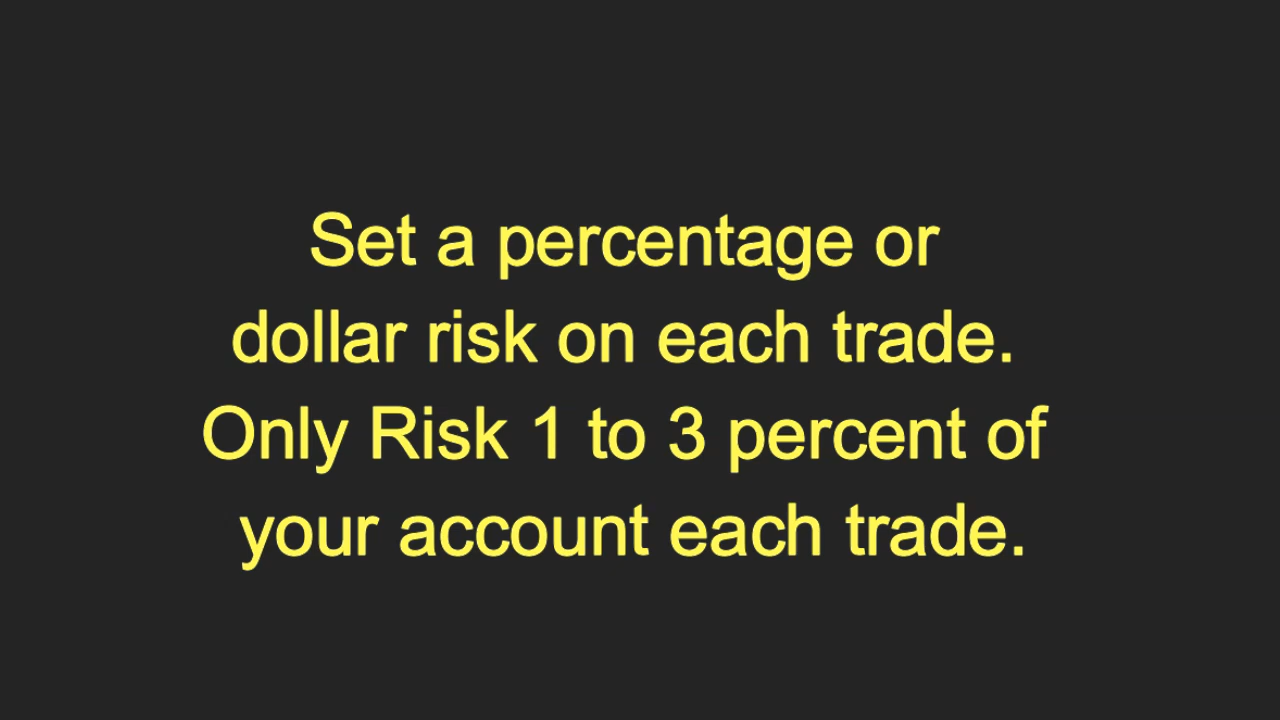 Set a percentage or
dollar risk on each trade.
Only Risk 1 to 3 percent of
your account each trade.